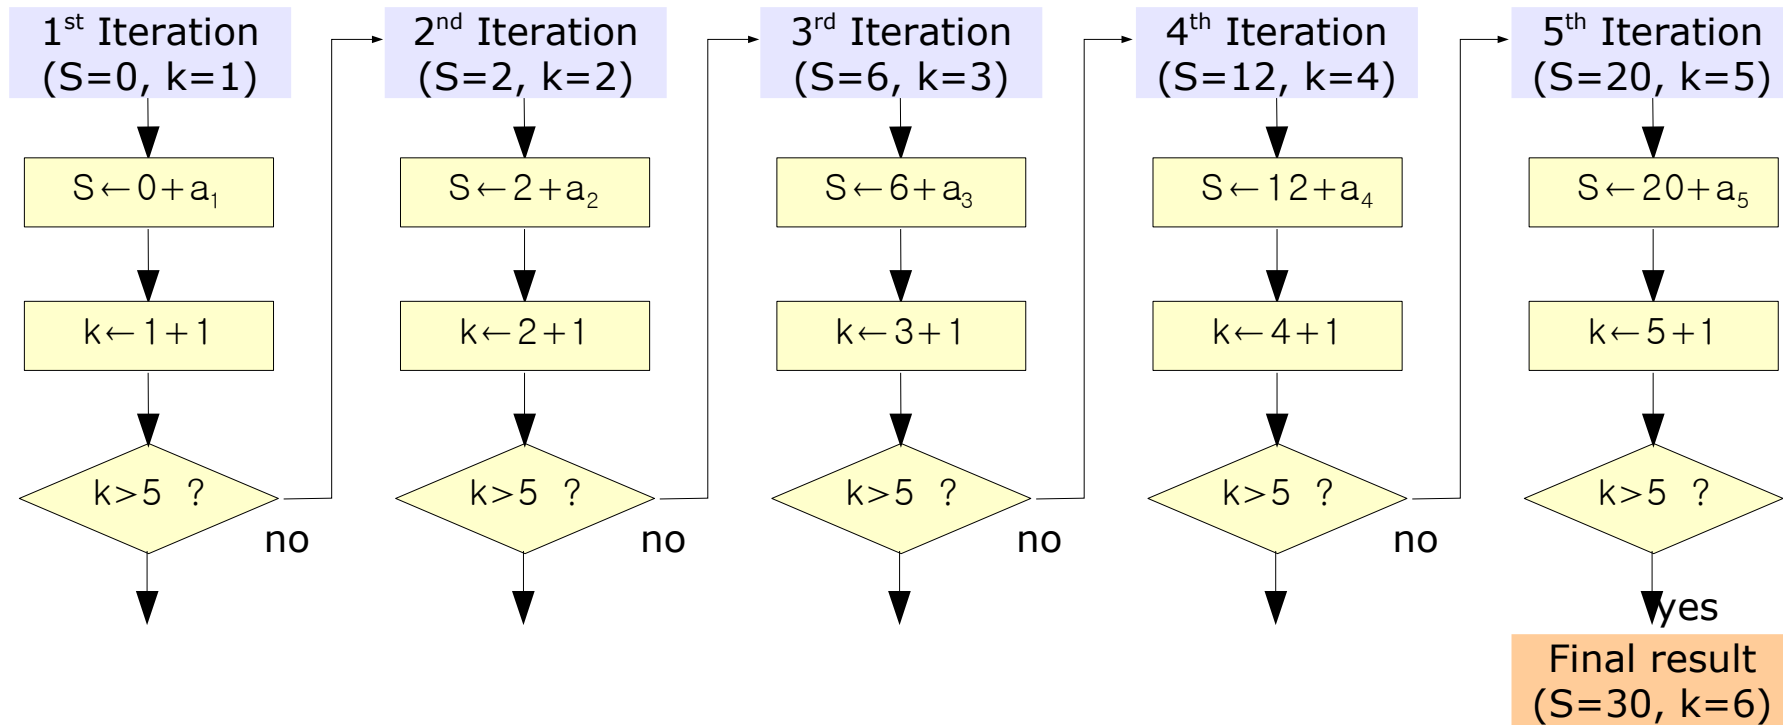 1st Iteration
(S=0, k=1)
S←0+a₁
k←1+1
k>5 ?
no
2nd Iteration
(S=2, k=2)
S←2+a₂
k←2+1
k>5 ?
no
3rd Iteration
(S=6, k=3)
S←6+a₃
k←3+1
k>5 ?
no
4th Iteration
(S=12, k=4)
S←12+a₄
k←4+1
k>5 ?
no
5th Iteration
(S=20, k=5)
S←20+a₅
k←5+1
k>5 ?
yes
Final result
(S=30, k=6)